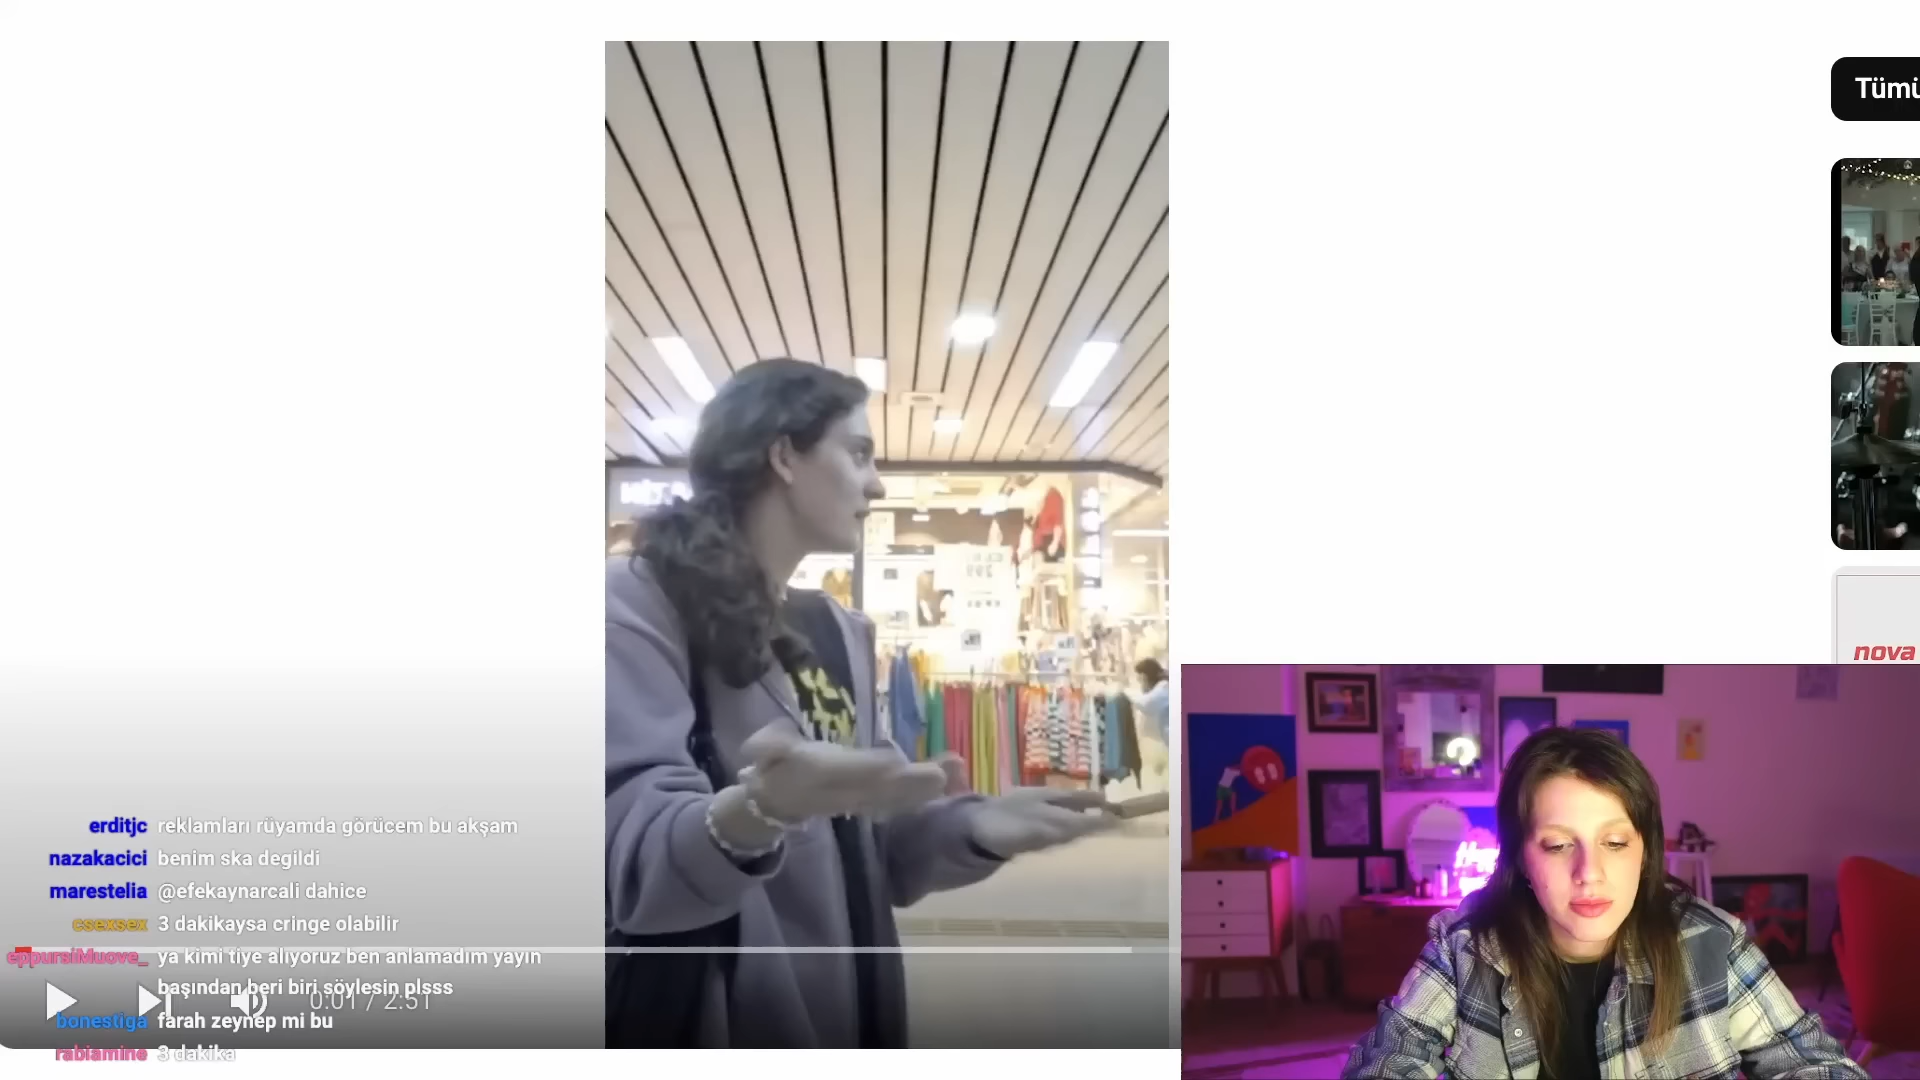 Tümü
nova
erditjc reklamları rüyamda görücem bu akşam
nazakacici benim ska degildi
marestelia @efekaynarcali dahice
csexsex 3 dakikaysa cringe olabilir
eppursiMuove_ ya kimi tiye alıyoruz ben anlamadım yayın
başından beri biri söylesin plsss
0:01 / 2:51
bonestiga farah zeynep mi bu
rabiamine 3 dakika